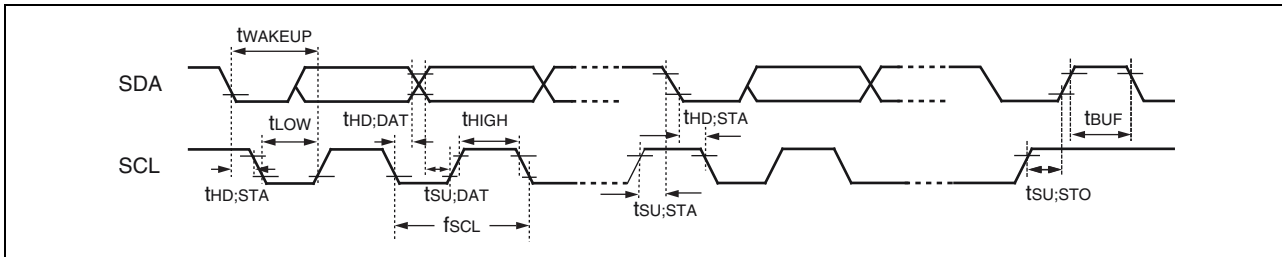 tWAKEUP
SDA
tLOW
tHD;DAT
tHIGH
tHD;STA
tBUF
SCL
tHD;STA
tSU;DAT
tSU;STA
tSU;STO
fSCL